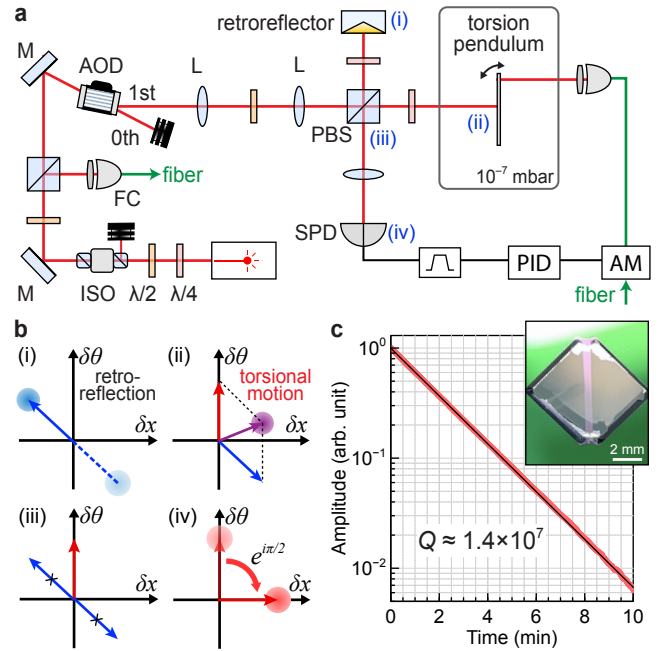 a
retroreflector (i)
torsion
pendulum
M
AOD
1st
0th
L
L
PBS
(iii)
(ii)
10⁻⁷ mbar
fiber
FC
SPD
(iv)
PID
AM
fiber
M
ISO
λ/2
λ/4
b
(i)
δθ
retro-
reflection
δx
(ii)
δθ
torsional
motion
δx
(iii)
δθ
δx
(iv)
δθ
e^{iπ/2}
δx
c
Amplitude (arb. unit)
10⁰
10⁻¹
10⁻²
Q ≈ 1.4×10⁷
2 mm
0 2 4 6 8 10
Time (min)